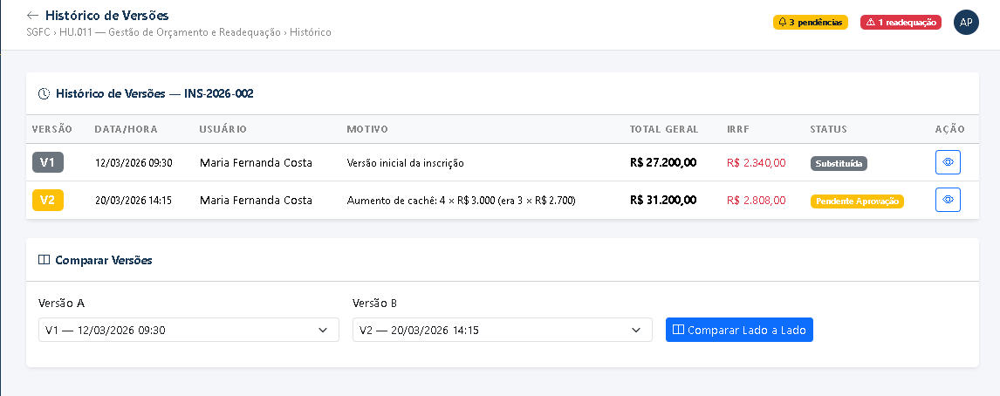 Histórico de Versões
SGFC › HU.011 — Gestão de Orçamento e Readequação › Histórico
3 pendências
1 readequação
AP
Histórico de Versões — INS-2026-002
VERSÃO DATA/HORA USUÁRIO MOTIVO TOTAL GERAL IRRF STATUS AÇÃO
V1 12/03/2026 09:30 Maria Fernanda Costa Versão inicial da inscrição R$ 27.200,00 R$ 2.340,00 Substituída
V2 20/03/2026 14:15 Maria Fernanda Costa Aumento de cachê: 4 × R$ 3.000 (era 3 × R$ 2.700) R$ 31.200,00 R$ 2.808,00 Pendente Aprovação
Comparar Versões
Versão A Versão B
V1 — 12/03/2026 09:30 V2 — 20/03/2026 14:15 Comparar Lado a Lado